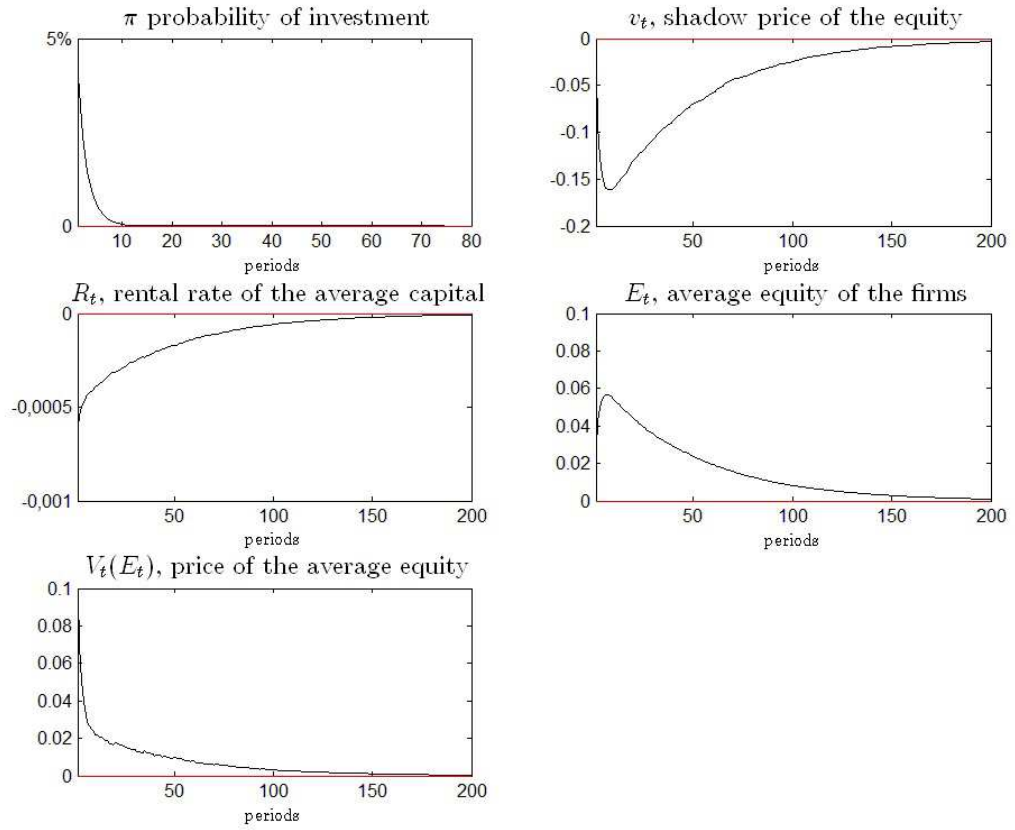 π probability of investment
5%
0
10 20 30 40 50 60 70 80
periods
v_t, shadow price of the equity
0
-0.05
-0.1
-0.15
-0.2
50 100 150 200
periods
R_t, rental rate of the average capital
0
-0,0005
-0,001
50 100 150 200
periods
E_t, average equity of the firms
0.1
0.08
0.06
0.04
0.02
0
50 100 150 200
periods
V_t(E_t), price of the average equity
0.1
0.08
0.06
0.04
0.02
0
50 100 150 200
periods